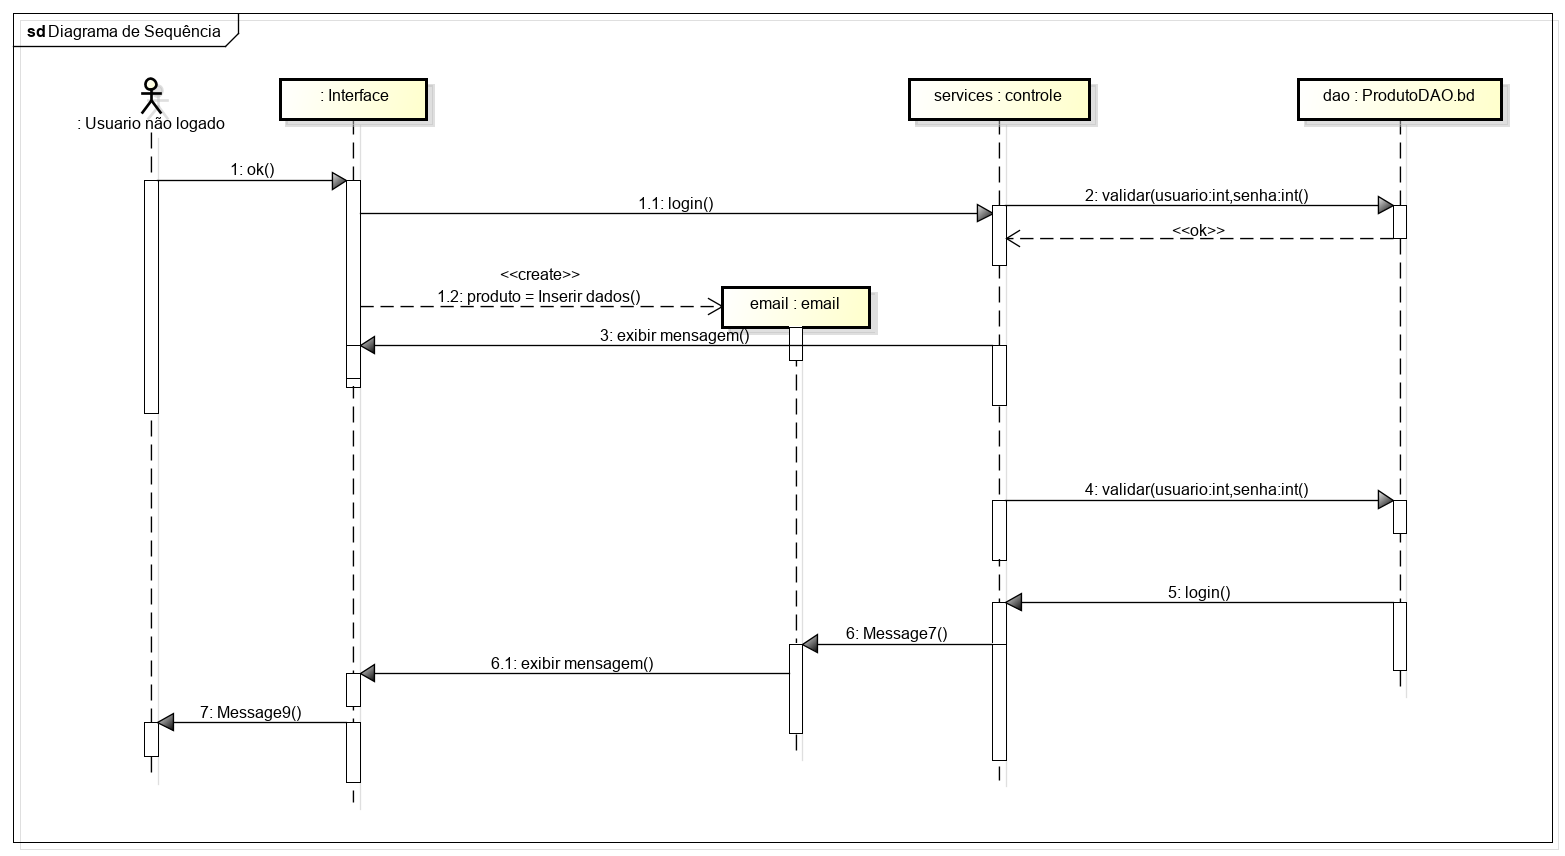 sd Diagrama de Sequência
: Interface
services : controle
dao : ProdutoDAO.bd
: Usuario não logado
1: ok()
1.1: login()
2: validar(usuario:int,senha:int()
<<ok>>
<<create>>
1.2: produto = Inserir dados()
email : email
3: exibir mensagem()
4: validar(usuario:int,senha:int()
5: login()
6: Message7()
6.1: exibir mensagem()
7: Message9()